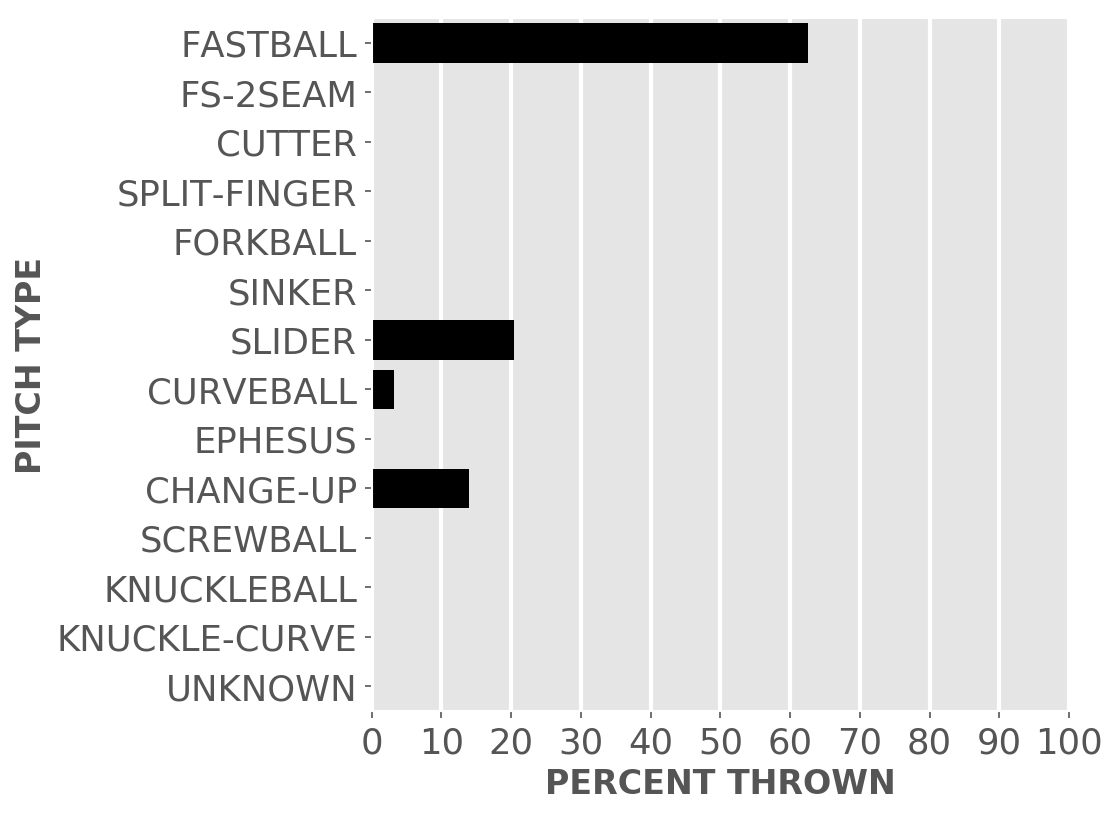 FASTBALL
FS-2SEAM
CUTTER
SPLIT-FINGER
FORKBALL
SINKER
SLIDER
CURVEBALL
EPHESUS
CHANGE-UP
SCREWBALL
KNUCKLEBALL
KNUCKLE-CURVE
UNKNOWN
PITCH TYPE
0 10 20 30 40 50 60 70 80 90 100
PERCENT THROWN